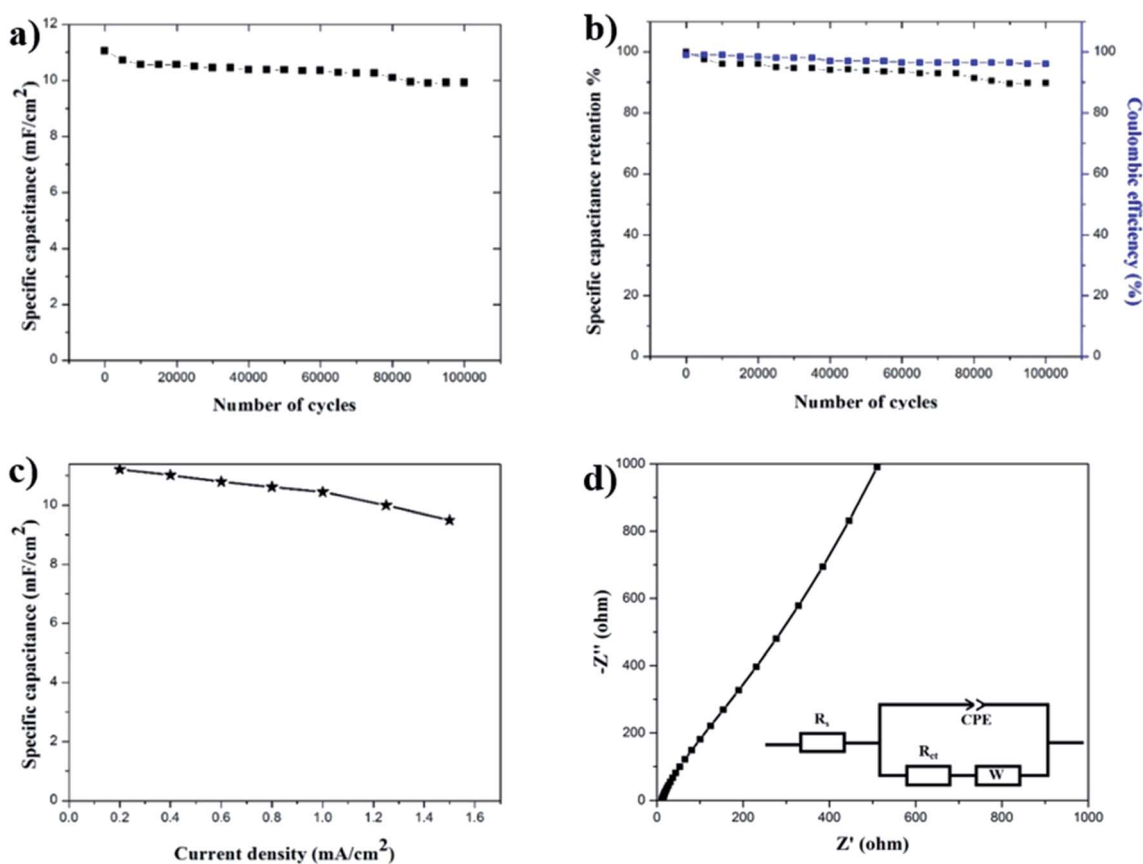 a)
12
10
8
6
4
2
0
Specific capacitance (mF/cm2)
0 20000 40000 60000 80000 100000
Number of cycles
b)
100
80
60
40
20
0
Specific capacitance retention %
100
80
60
40
20
0
Coulombic efficiency (%)
0 20000 40000 60000 80000 100000
Number of cycles
c)
10
8
6
4
2
0
Specific capacitance (mF/cm2)
0.0 0.2 0.4 0.6 0.8 1.0 1.2 1.4 1.6
Current density (mA/cm2)
d)
1000
800
600
400
200
0
-Z'' (ohm)
Rs
CPE
Rct
W
0 200 400 600 800 1000
Z' (ohm)